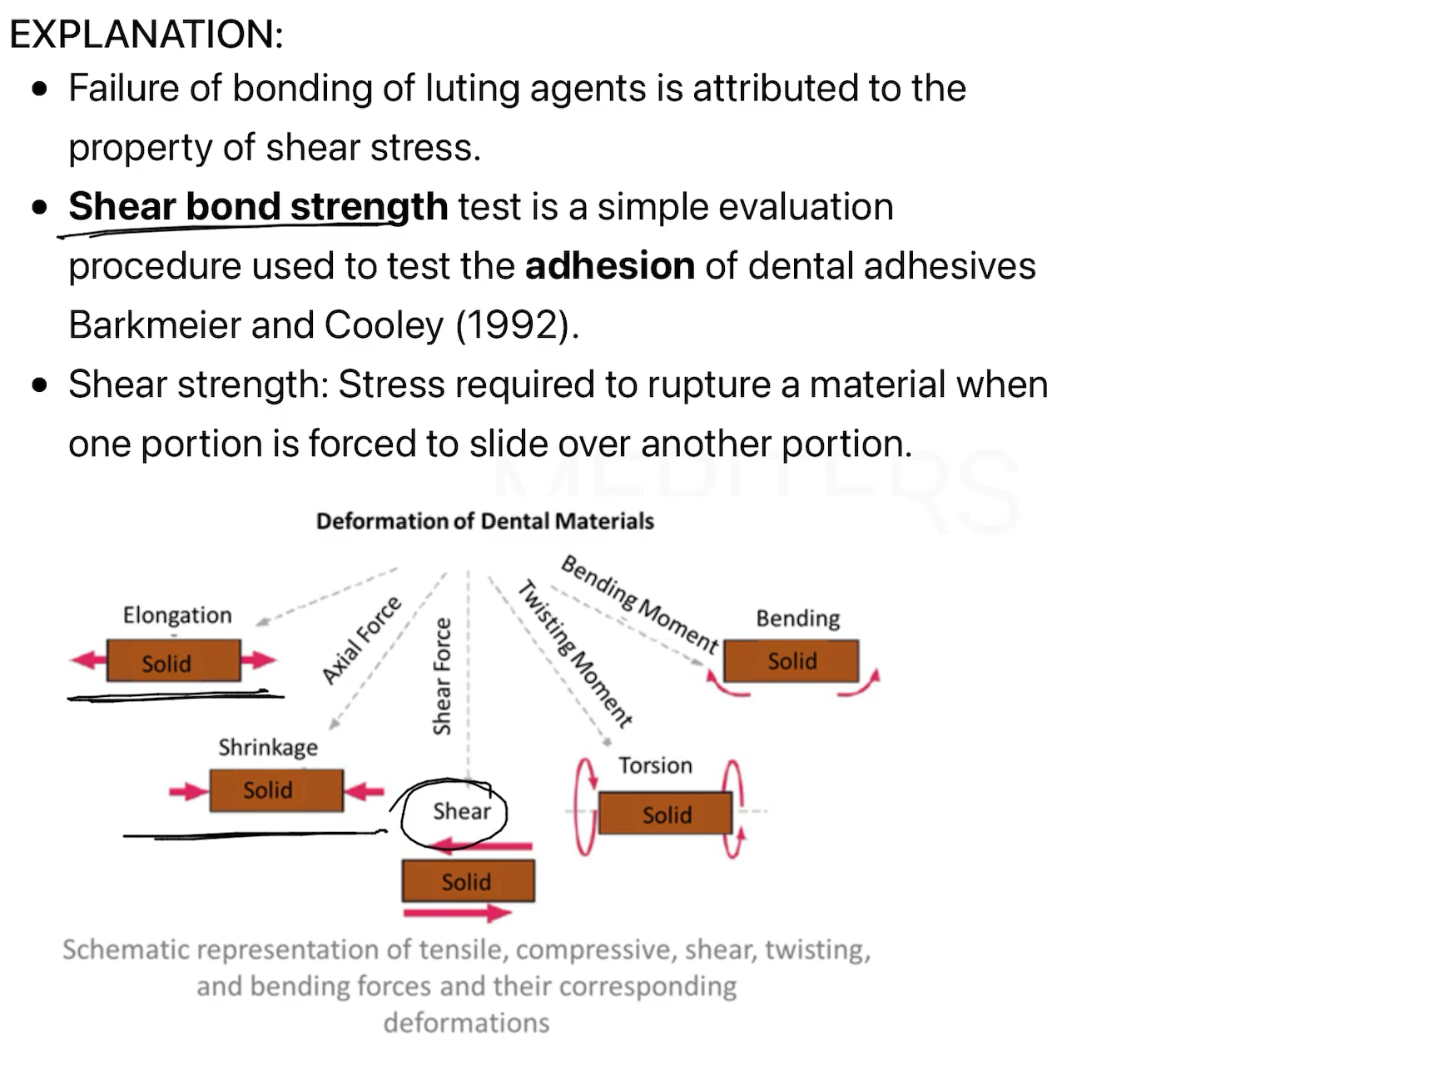 EXPLANATION:
• Failure of bonding of luting agents is attributed to the
property of shear stress.
• Shear bond strength test is a simple evaluation
procedure used to test the adhesion of dental adhesives
Barkmeier and Cooley (1992).
• Shear strength: Stress required to rupture a material when
one portion is forced to slide over another portion.
MEDITERS
Deformation of Dental Materials
Elongation
Solid
Axial Force
Shear Force
Twisting Moment
Bending Moment
Bending
Solid
Shrinkage
Solid
Shear
Solid
Torsion
Solid
Schematic representation of tensile, compressive, shear, twisting,
and bending forces and their corresponding
deformations